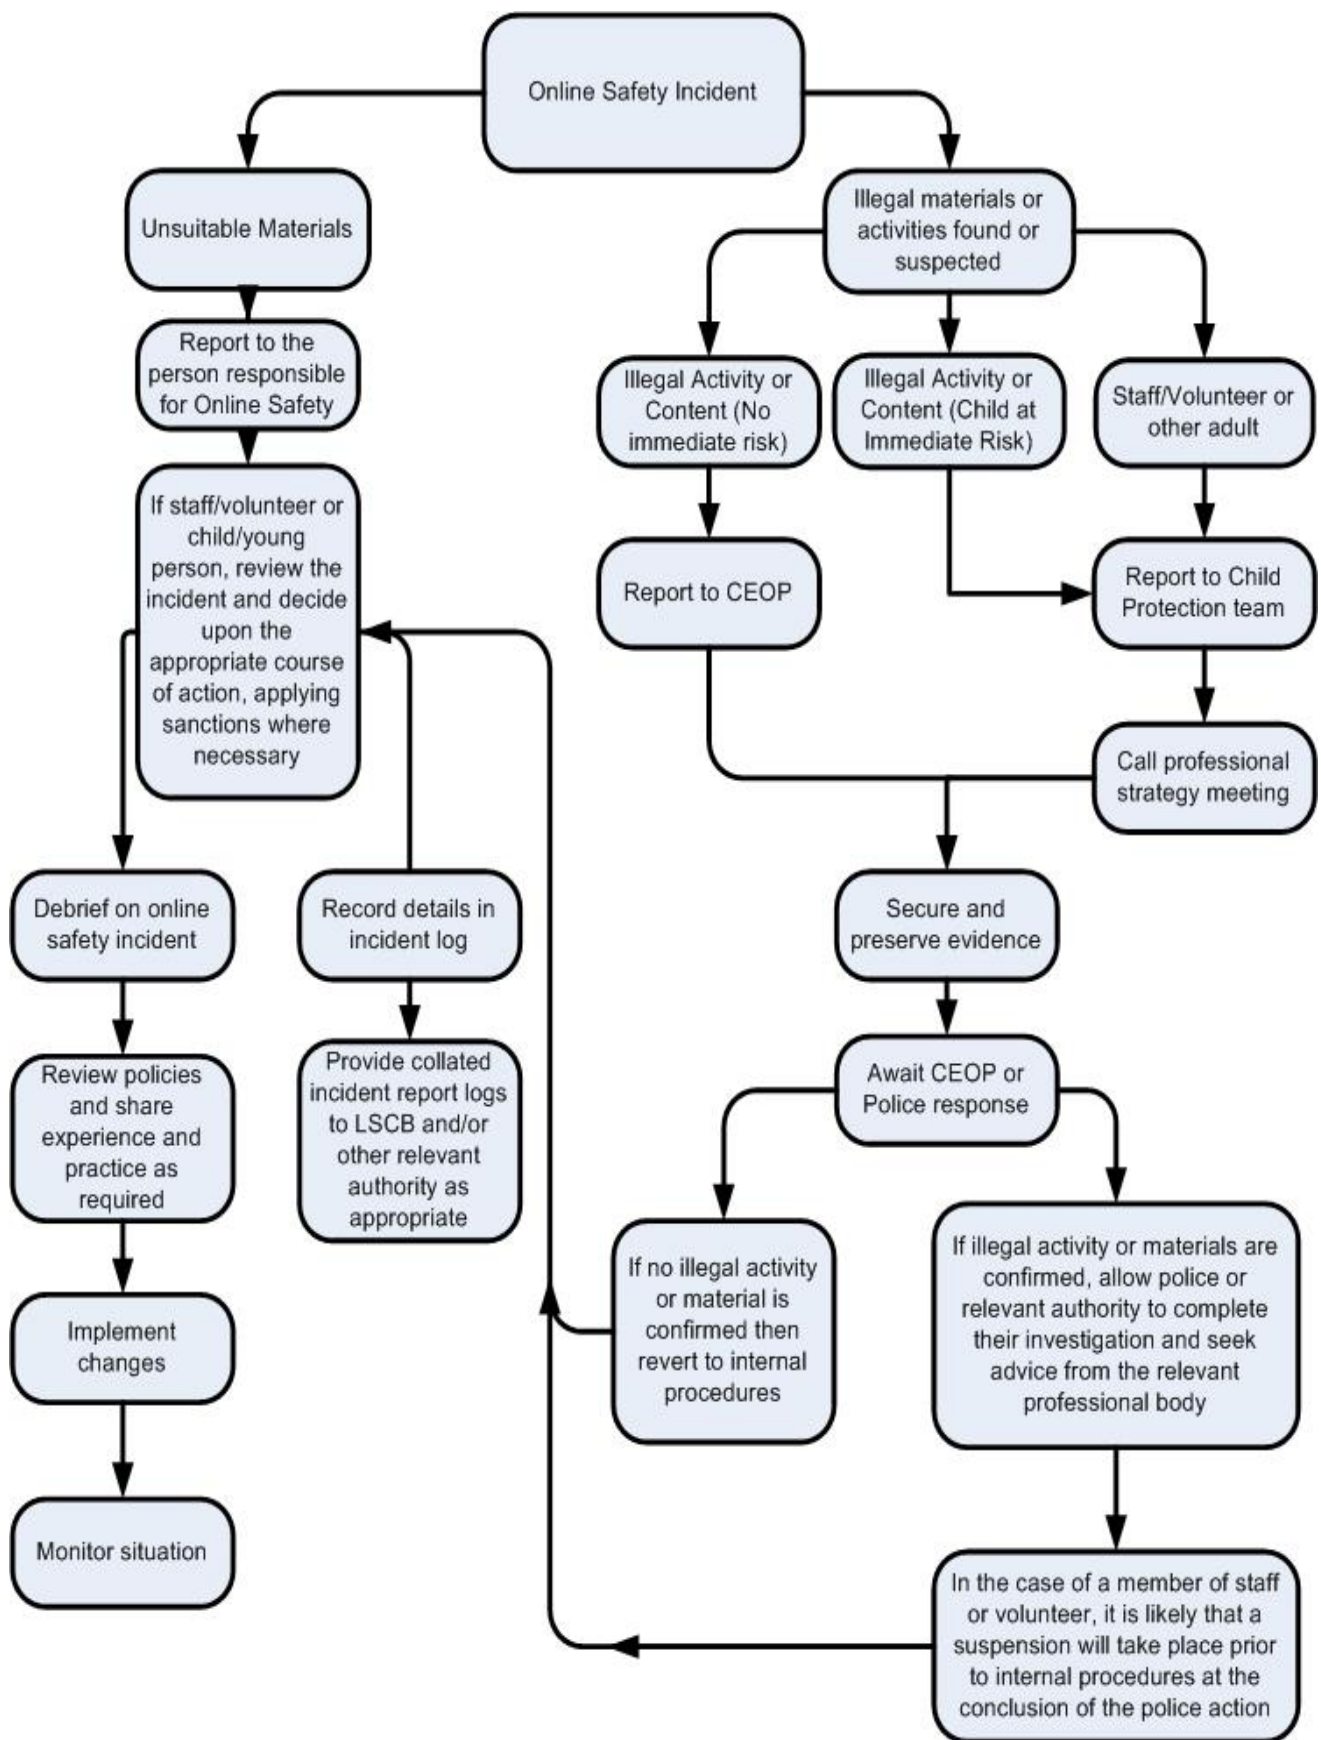 Online Safety Incident
Unsuitable Materials
Report to the
person responsible
for Online Safety
If staff/volunteer or
child/young
person, review the
incident and decide
upon the
appropriate course
of action, applying
sanctions where
necessary
Debrief on online
safety incident
Review policies
and share
experience and
practice as
required
Implement
changes
Monitor situation
Record details in
incident log
Provide collated
incident report logs
to LSCB and/or
other relevant
authority as
appropriate
Illegal materials or
activities found or
suspected
Illegal Activity or
Content (No
immediate risk)
Report to CEOP
Illegal Activity or
Content (Child at
Immediate Risk)
Staff/Volunteer or
other adult
Report to Child
Protection team
Call professional
strategy meeting
Secure and
preserve evidence
Await CEOP or
Police response
If no illegal activity
or material is
confirmed then
revert to internal
procedures
If illegal activity or materials are
confirmed, allow police or
relevant authority to complete
their investigation and seek
advice from the relevant
professional body
In the case of a member of staff
or volunteer, it is likely that a
suspension will take place prior
to internal procedures at the
conclusion of the police action